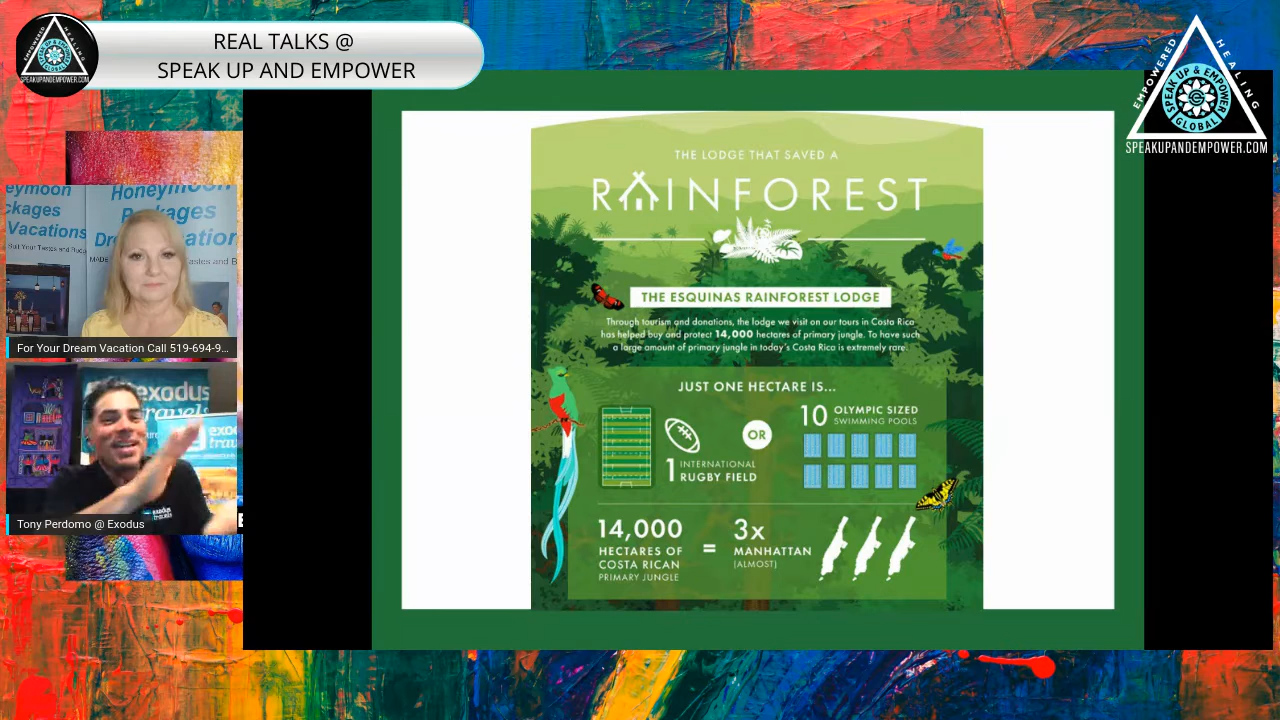 REAL TALKS @
SPEAK UP AND EMPOWER
EMPOWERED
HEALING
SPEAK UP & EMPOWER
GLOBAL
SPEAKUPANDEMPOWER.COM
EMPOWERED
HEALING
SPEAKUPANDEMPOWER.COM
Honeymoon
Packages
MADE
For Your Dream Vacation Call 519-694-9...
exodus
travels
Tony Perdomo @ Exodus
THE LODGE THAT SAVED A
RAINFOREST
THE ESQUINAS RAINFOREST LODGE
Through tourism and donations, the lodge we visit on our tours in Costa Rica
has helped buy and protect 14,000 hectares of primary jungle. To have such
a large amount of primary jungle in today's Costa Rica is extremely rare.
JUST ONE HECTARE IS...
1 INTERNATIONAL
RUGBY FIELD
OR
10 OLYMPIC SIZED
SWIMMING POOLS
14,000
HECTARES OF
COSTA RICAN
PRIMARY JUNGLE
=
3x
MANHATTAN
(ALMOST)